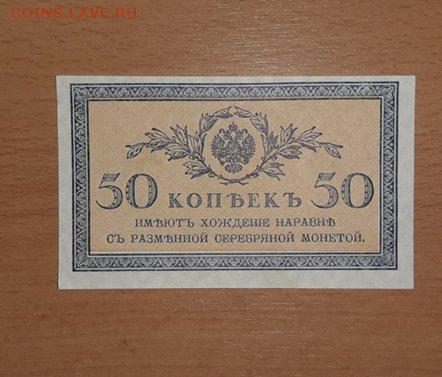 COINS.LAVE.RU
50 КОПѢЕКЪ 50
ИМѢЮТЪ ХОЖДЕНІЕ НАРАВНѢ
СЪ РАЗМѢННОЙ СЕРЕБРЯНОЙ МОНЕТОЙ.